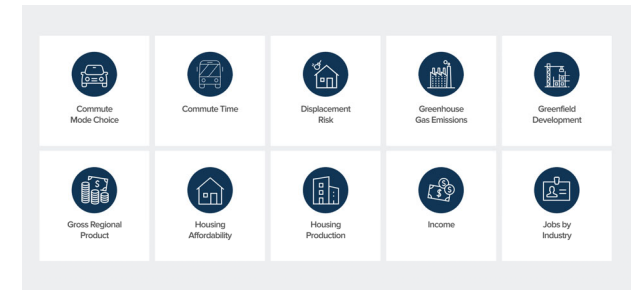 Commute
Mode Choice
Commute Time
Displacement
Risk
Greenhouse
Gas Emissions
Greenfield
Development
$
Gross Regional
Product
Housing
Affordability
Housing
Production
$
$
$
Income
Jobs by
Industry